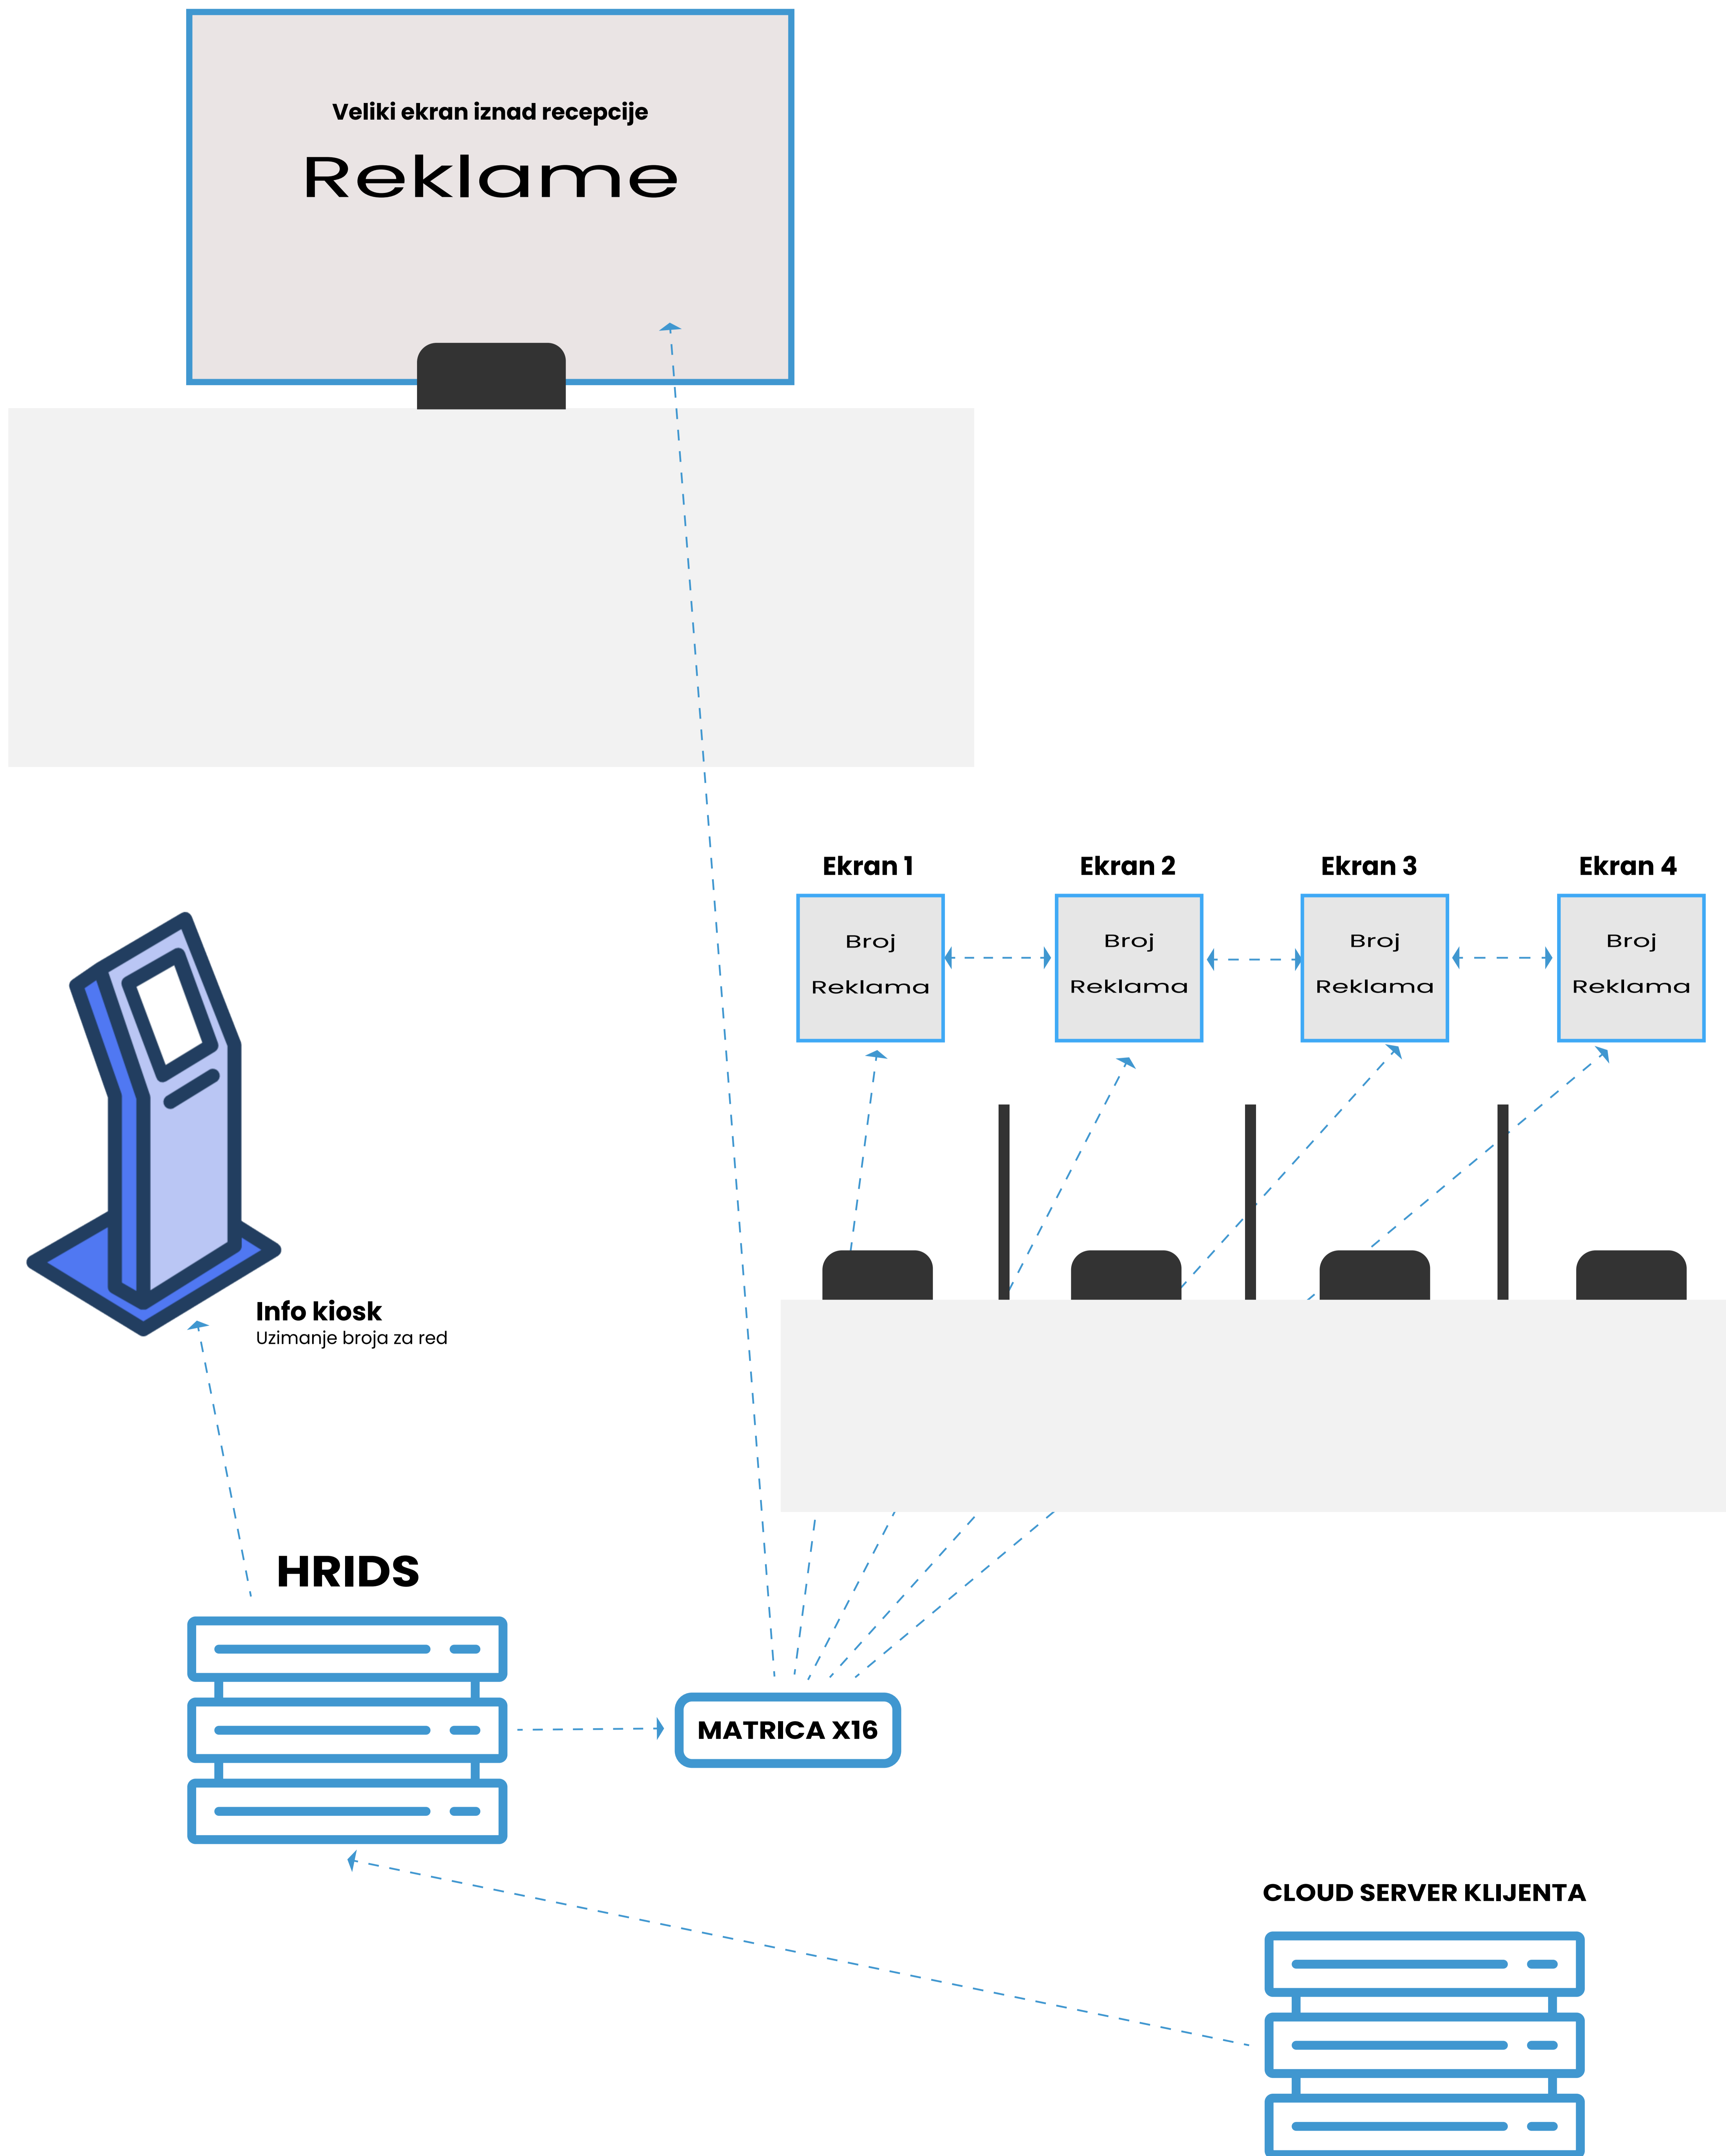 Veliki ekran iznad recepcije
Reklame
Ekran 1
Ekran 2
Ekran 3
Ekran 4
Broj
Reklama
Broj
Reklama
Broj
Reklama
Broj
Reklama
Info kiosk
Uzimanje broja za red
HRIDS
MATRICA X16
CLOUD SERVER KLIJENTA